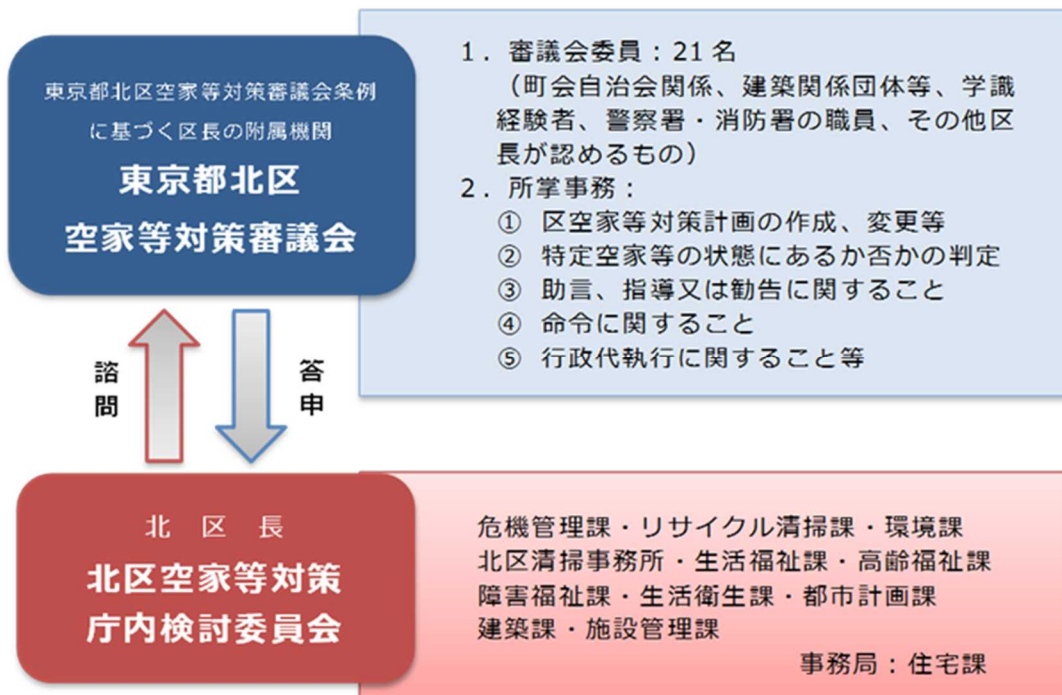 東京都北区空家等対策審議会条例
に基づく区長の附属機関
東京都北区
空家等対策審議会
1．審議会委員：21名
（町会自治会関係、建築関係団体等、学識
経験者、警察署・消防署の職員、その他区
長が認めるもの）
2．所掌事務：
① 区空家等対策計画の作成、変更等
② 特定空家等の状態にあるか否かの判定
③ 助言、指導又は勧告に関すること
④ 命令に関すること
⑤ 行政代執行に関すること等
諮問
答申
北区長
北区空家等対策
庁内検討委員会
危機管理課・リサイクル清掃課・環境課
北区清掃事務所・生活福祉課・高齢福祉課
障害福祉課・生活衛生課・都市計画課
建築課・施設管理課
事務局：住宅課